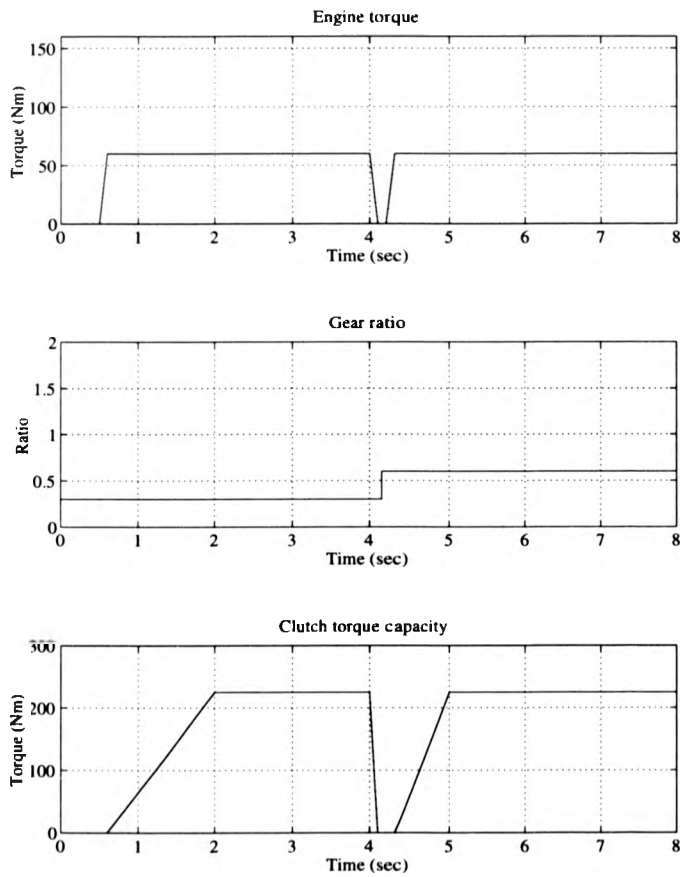 Engine torque
150
100
50
0
Torque (Nm)
0 1 2 3 4 5 6 7 8
Time (sec)
Gear ratio
2
1.5
1
0.5
0
Ratio
0 1 2 3 4 5 6 7 8
Time (sec)
Clutch torque capacity
300
200
100
0
Torque (Nm)
0 1 2 3 4 5 6 7 8
Time (sec)